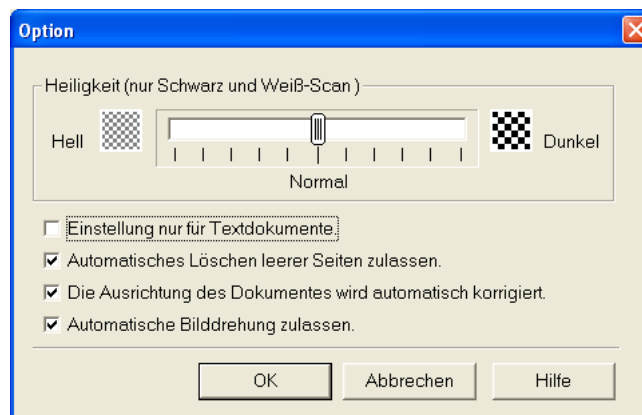 Option
Heiligkeit (nur Schwarz und Weiß-Scan )
Hell
Dunkel
Normal
Einstellung nur für Textdokumente.
Automatisches Löschen leerer Seiten zulassen.
Die Ausrichtung des Dokumentes wird automatisch korrigiert.
Automatische Bilddrehung zulassen.
OK Abbrechen Hilfe